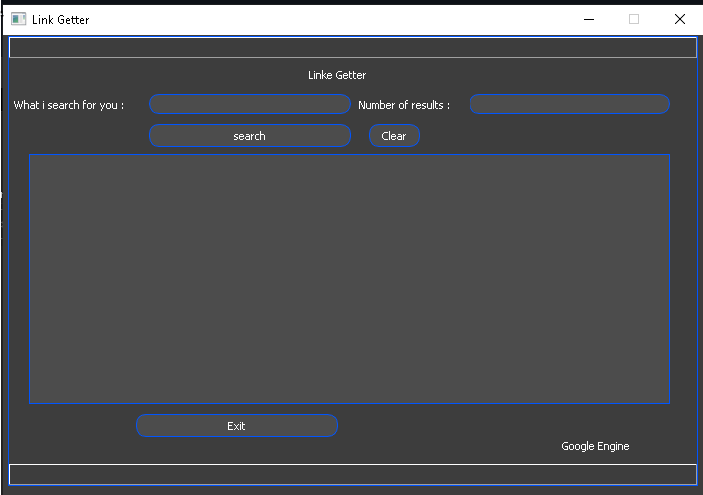 Link Getter
Linke Getter
What i search for you : Number of results :
search Clear
Exit
Google Engine